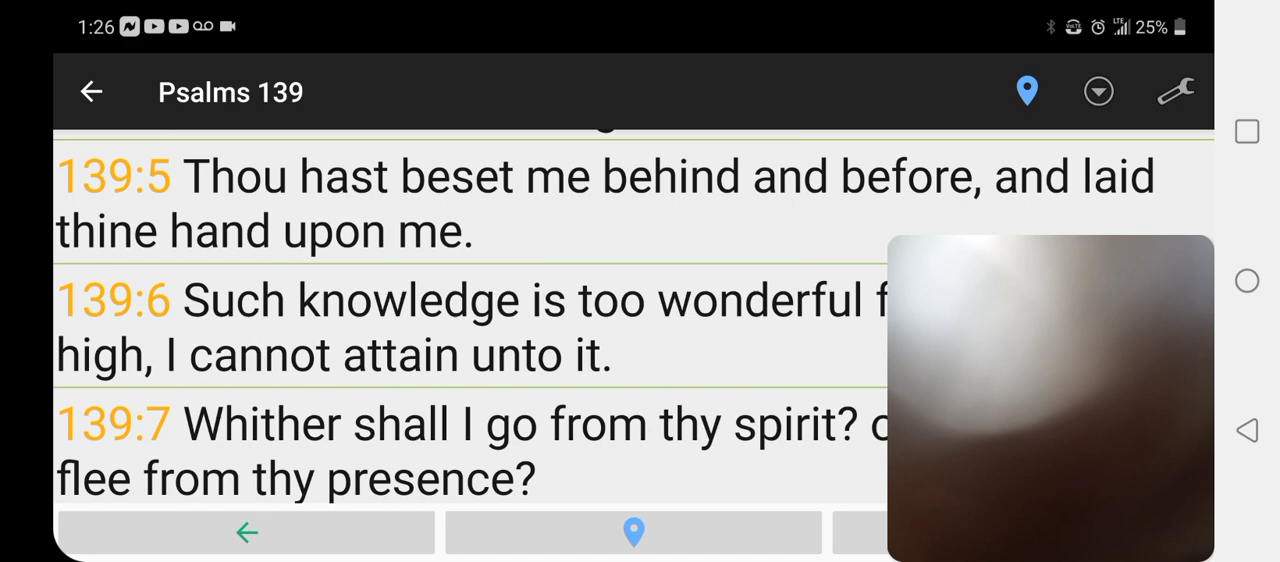 1:26 LTE 25%
Psalms 139
139:5 Thou hast beset me behind and before, and laid
thine hand upon me.
139:6 Such knowledge is too wonderful
high, I cannot attain unto it.
139:7 Whither shall I go from thy spirit?
flee from thy presence?